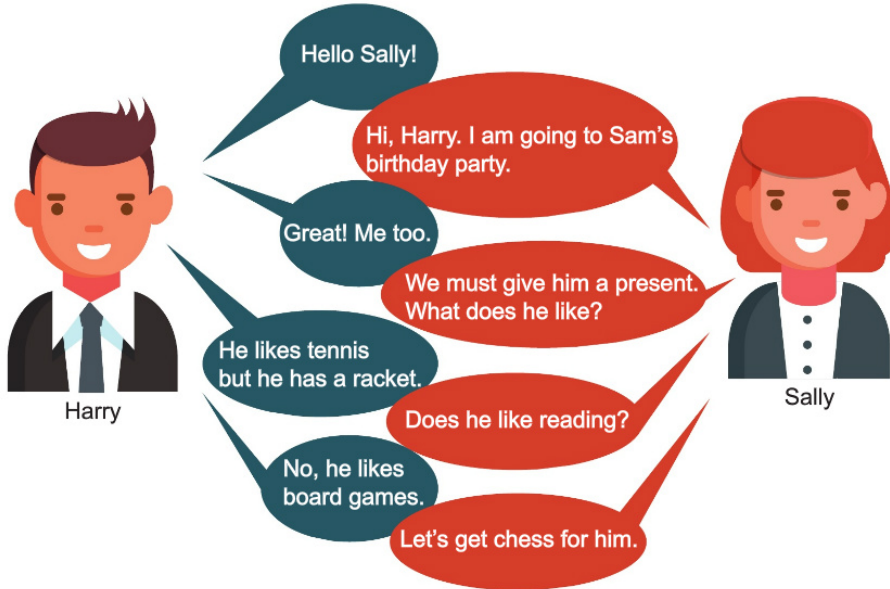 Hello Sally!
Hi, Harry. I am going to Sam's
birthday party.
Great! Me too.
We must give him a present.
What does he like?
He likes tennis
but he has a racket.
Does he like reading?
No, he likes
board games.
Let's get chess for him.
Harry
Sally